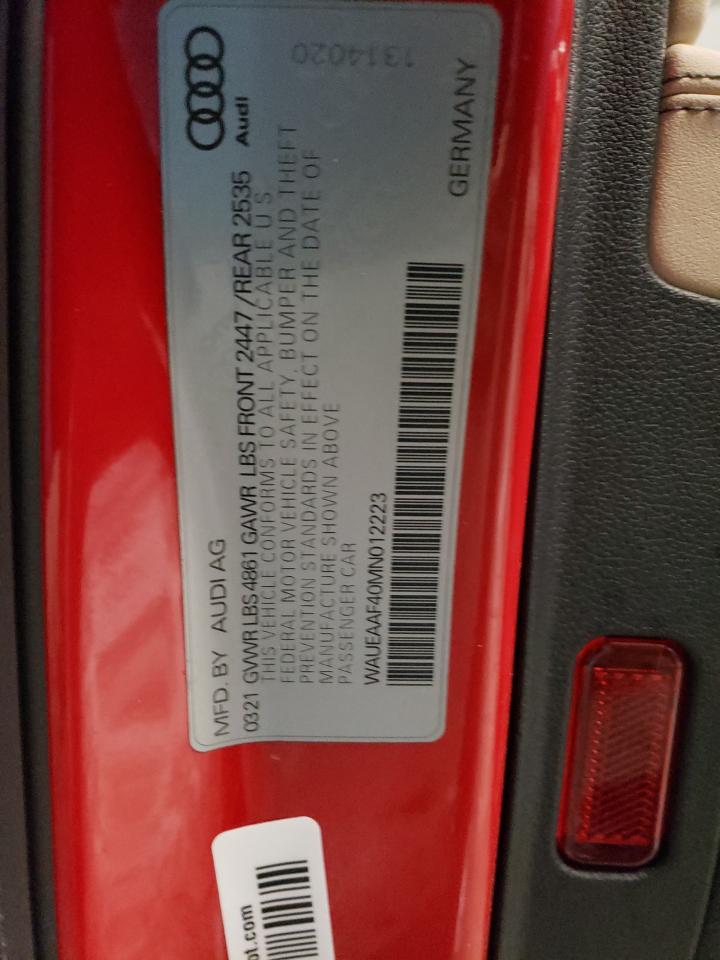 Audi
1314020
MFD. BY AUDI AG
0321 GVWR LBS 4861 GAWR LBS FRONT 2447 /REAR 2535
THIS VEHICLE CONFORMS TO ALL APPLICABLE U S
FEDERAL MOTOR VEHICLE SAFETY, BUMPER AND THEFT
PREVENTION STANDARDS IN EFFECT ON THE DATE OF
MANUFACTURE SHOWN ABOVE
PASSENGER CAR
WAUEAAF40MN012223
GERMANY
ot.com